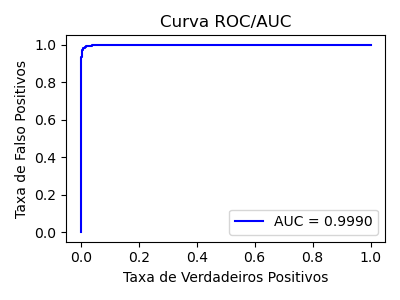 Curva ROC/AUC
Taxa de Falso Positivos
1.0
0.8
0.6
0.4
0.2
0.0
AUC = 0.9990
0.0 0.2 0.4 0.6 0.8 1.0
Taxa de Verdadeiros Positivos